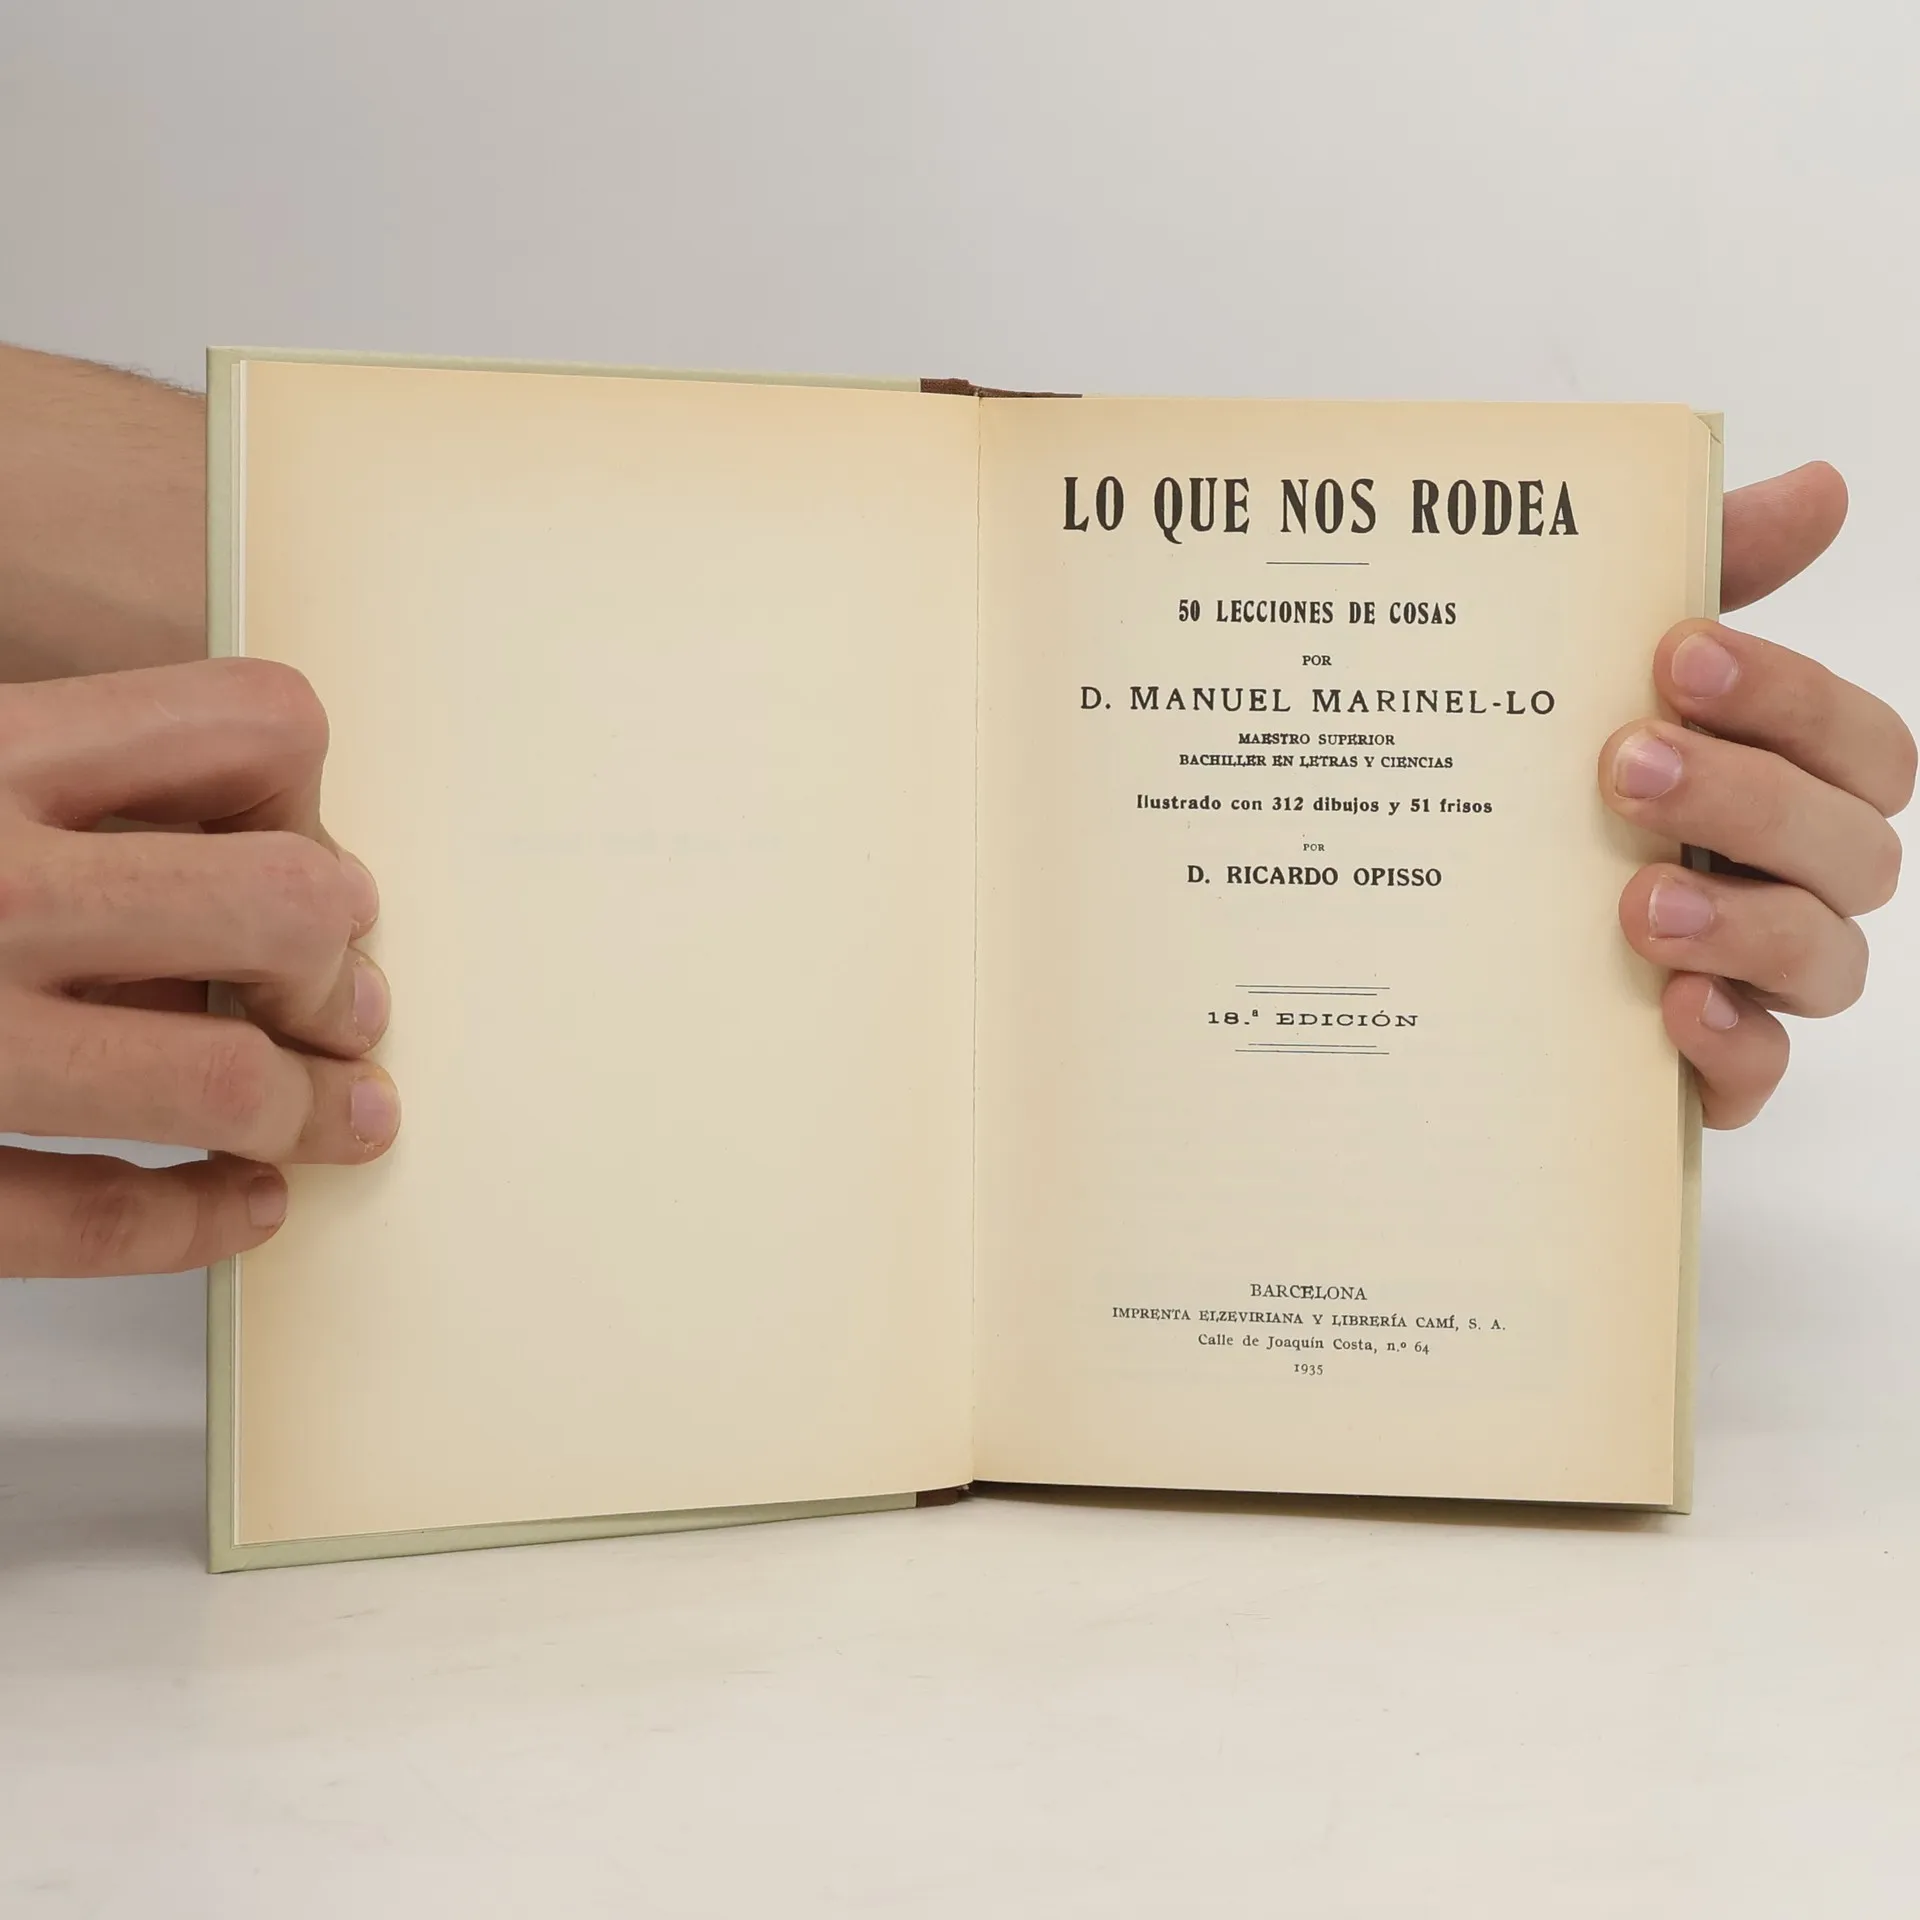 LO QUE NOS RODEA
50 LECCIONES DE COSAS
POR
D. MANUEL MARINEL-LO
MAESTRO SUPERIOR
BACHILLER EN LETRAS Y CIENCIAS
Ilustrado con 312 dibujos y 51 frisos
POR
D. RICARDO OPISSO
18.ª EDICIÓN
BARCELONA
IMPRENTA ELZEVIRIANA Y LIBRERÍA CAMÍ, S. A.
Calle de Joaquín Costa, n.º 64
1935